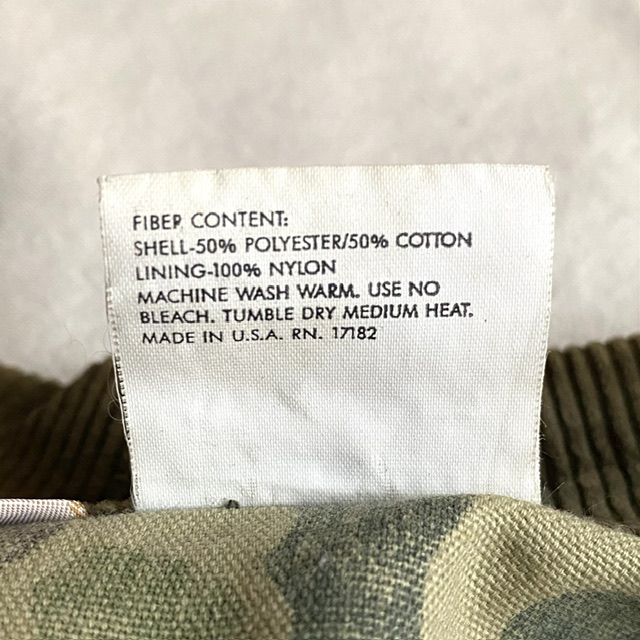 FIBER CONTENT:
SHELL-50% POLYESTER/50% COTTON
LINING-100% NYLON
MACHINE WASH WARM. USE NO
BLEACH. TUMBLE DRY MEDIUM HEAT.
MADE IN U.S.A. RN. 17182